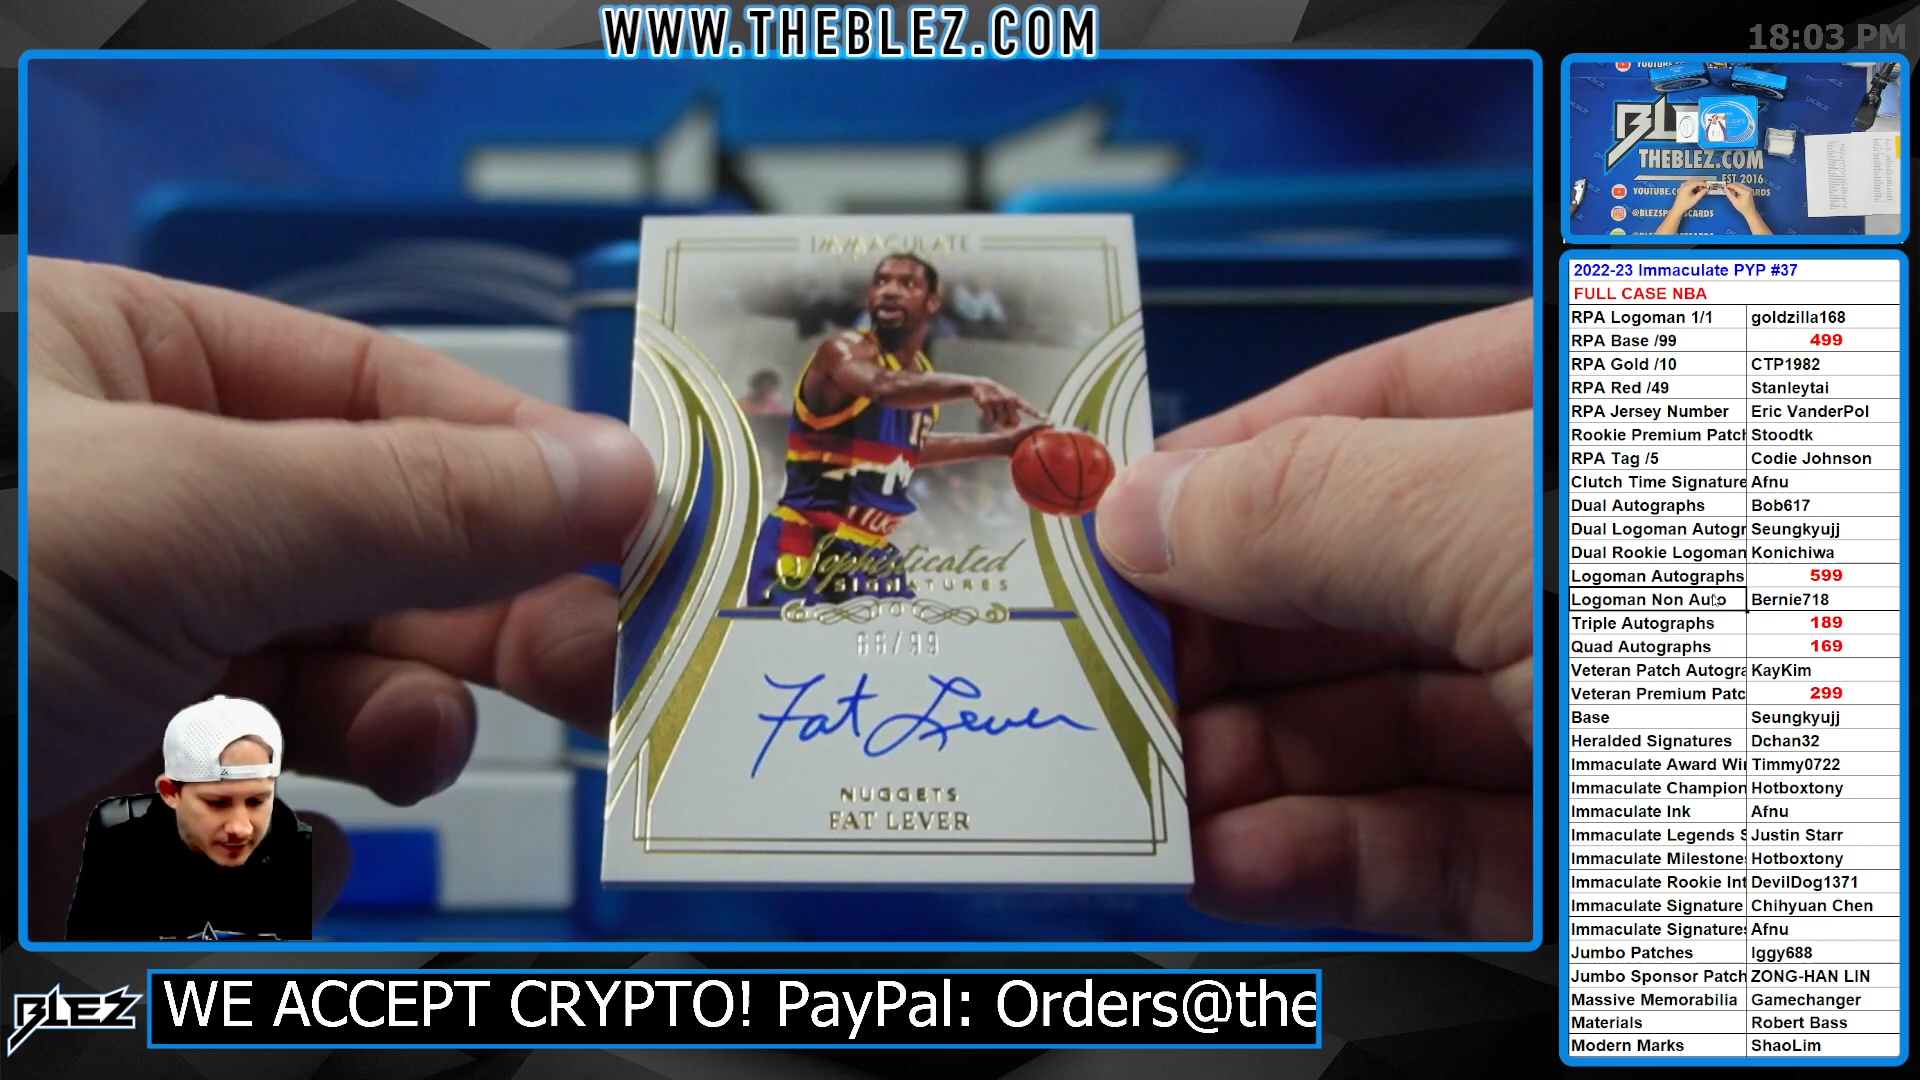 WWW.THEBLEZ.COM
18:03 PM
IMMACULATE
Sophisticated
SIGNATURES
Fat Lever
NUGGETS
FAT LEVER
THEBLEZ.COM
EST 2016
2022-23 Immaculate PYP #37
FULL CASE NBA
RPA Logoman 1/1 goldzilla168
RPA Base /99 499
RPA Gold /10 CTP1982
RPA Red /49 Stanleytai
RPA Jersey Number Eric VanderPol
Rookie Premium Patch Stoodtk
RPA Tag /5 Codie Johnson
Clutch Time Signature Afnu
Dual Autographs Bob617
Dual Logoman Autogr Seungkyujj
Dual Rookie Logoman Konichiwa
Logoman Autographs 599
Logoman Non Auto Bernie718
Triple Autographs 189
Quad Autographs 169
Veteran Patch Autogra KayKim
Veteran Premium Patc 299
Base Seungkyujj
Heralded Signatures Dchan32
Immaculate Award Wi Timmy0722
Immaculate Champion Hotboxtony
Immaculate Ink Afnu
Immaculate Legends S Justin Starr
Immaculate Milestone Hotboxtony
Immaculate Rookie Int DevilDog1371
Immaculate Signature Chihyuan Chen
Immaculate Signatures Afnu
Jumbo Patches Iggy688
Jumbo Sponsor Patch ZONG-HAN LIN
Massive Memorabilia Gamechanger
Materials Robert Bass
Modern Marks ShaoLim
BLEZ
WE ACCEPT CRYPTO! PayPal: Orders@the